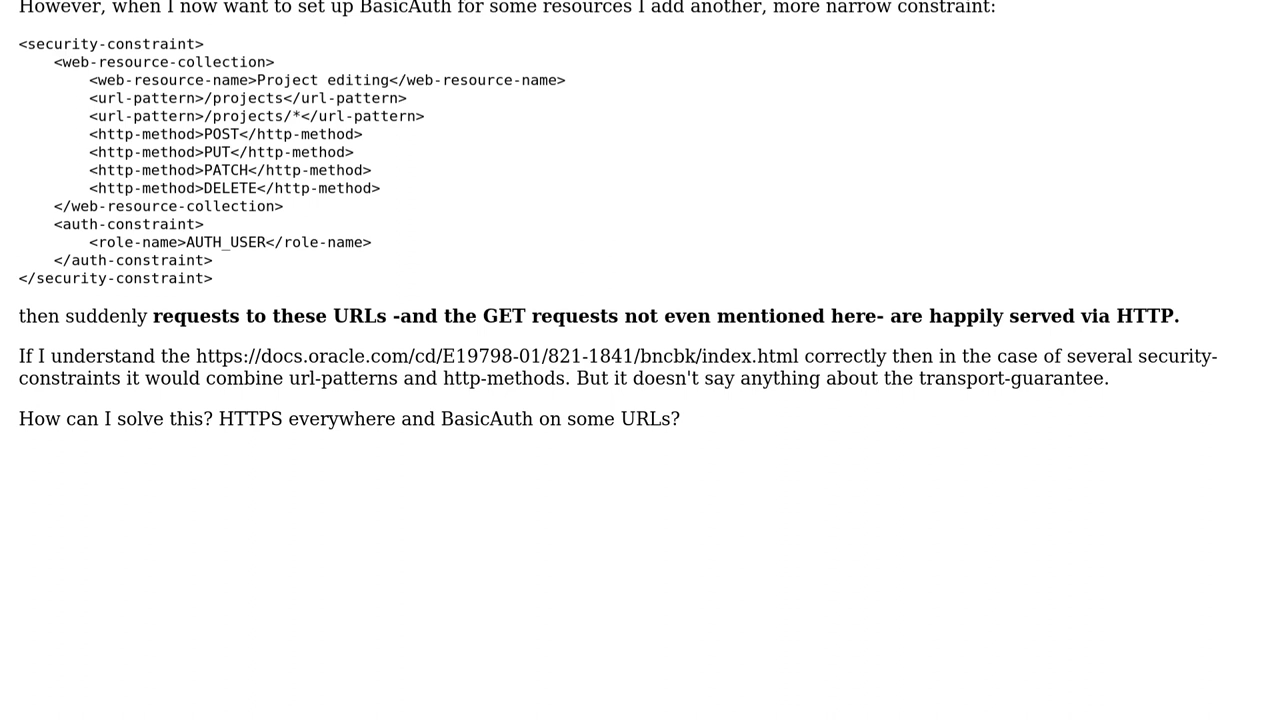 However, when I now want to set up BasicAuth for some resources I add another, more narrow constraint:
<security-constraint>
    <web-resource-collection>
        <web-resource-name>Project editing</web-resource-name>
        <url-pattern>/projects</url-pattern>
        <url-pattern>/projects/*</url-pattern>
        <http-method>POST</http-method>
        <http-method>PUT</http-method>
        <http-method>PATCH</http-method>
        <http-method>DELETE</http-method>
    </web-resource-collection>
    <auth-constraint>
        <role-name>AUTH_USER</role-name>
    </auth-constraint>
</security-constraint>
then suddenly requests to these URLs -and the GET requests not even mentioned here- are happily served via HTTP.
If I understand the https://docs.oracle.com/cd/E19798-01/821-1841/bncbk/index.html correctly then in the case of several security-
constraints it would combine url-patterns and http-methods. But it doesn't say anything about the transport-guarantee.
How can I solve this? HTTPS everywhere and BasicAuth on some URLs?